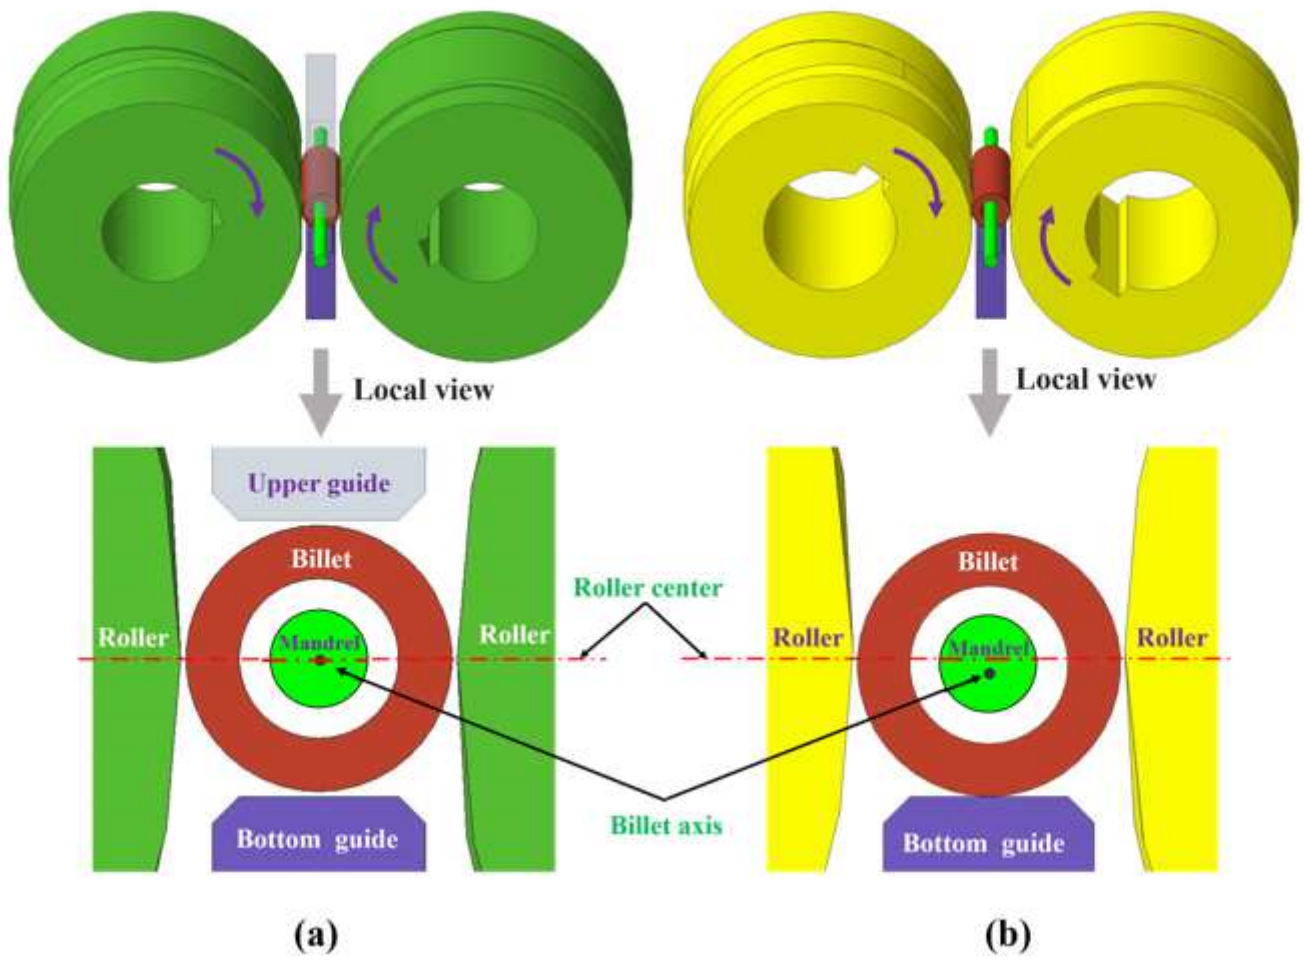 Local view
Local view
Upper guide
Billet
Billet
Roller center
Roller
Mandrel
Roller
Roller
Mandrel
Roller
Billet axis
Bottom guide
Bottom guide
(a)
(b)